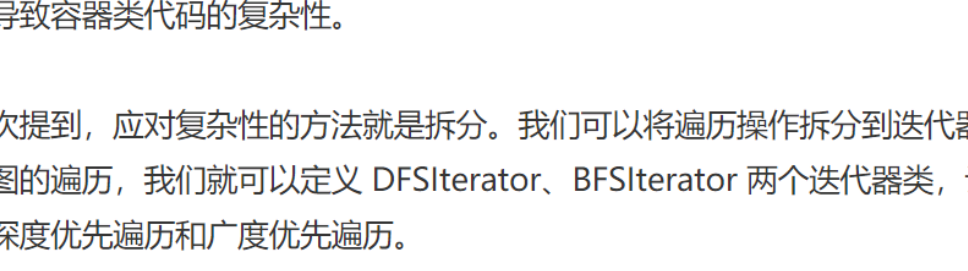 导致容器类代码的复杂性。
次提到，应对复杂性的方法就是拆分。我们可以将遍历操作拆分到迭代器
图的遍历，我们就可以定义 DFSIterator、BFSIterator 两个迭代器类，
深度优先遍历和广度优先遍历。